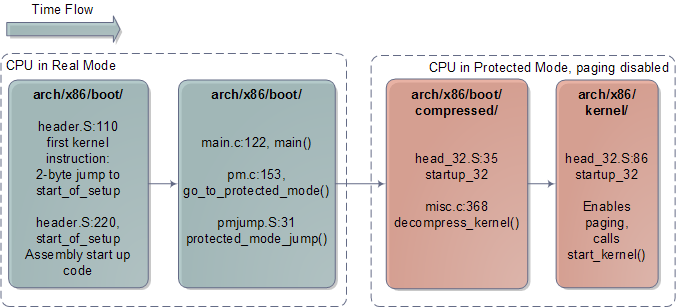 Time Flow
CPU in Real Mode
arch/x86/boot/
header.S:110
first kernel
instruction:
2-byte jump to
start_of_setup
header.S:220,
start_of_setup
Assembly start up
code
arch/x86/boot/
main.c:122, main()
pm.c:153,
go_to_protected_mode()
pmjump.S:31
protected_mode_jump()
CPU in Protected Mode, paging disabled
arch/x86/boot/
compressed/
head_32.S:35
startup_32
misc.c:368
decompress_kernel()
arch/x86/
kernel/
head_32.S:86
startup_32
Enables
paging,
calls
start_kernel()